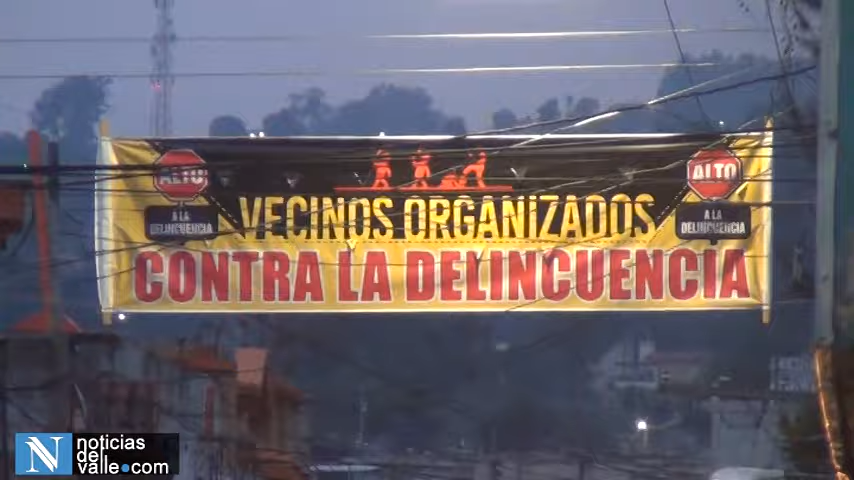 ALTO
A LA
DELINCUENCIA
ALTO
A LA
DELINCUENCIA
VECINOS ORGANIZADOS
CONTRA LA DELINCUENCIA
N noticias
del
valle.com